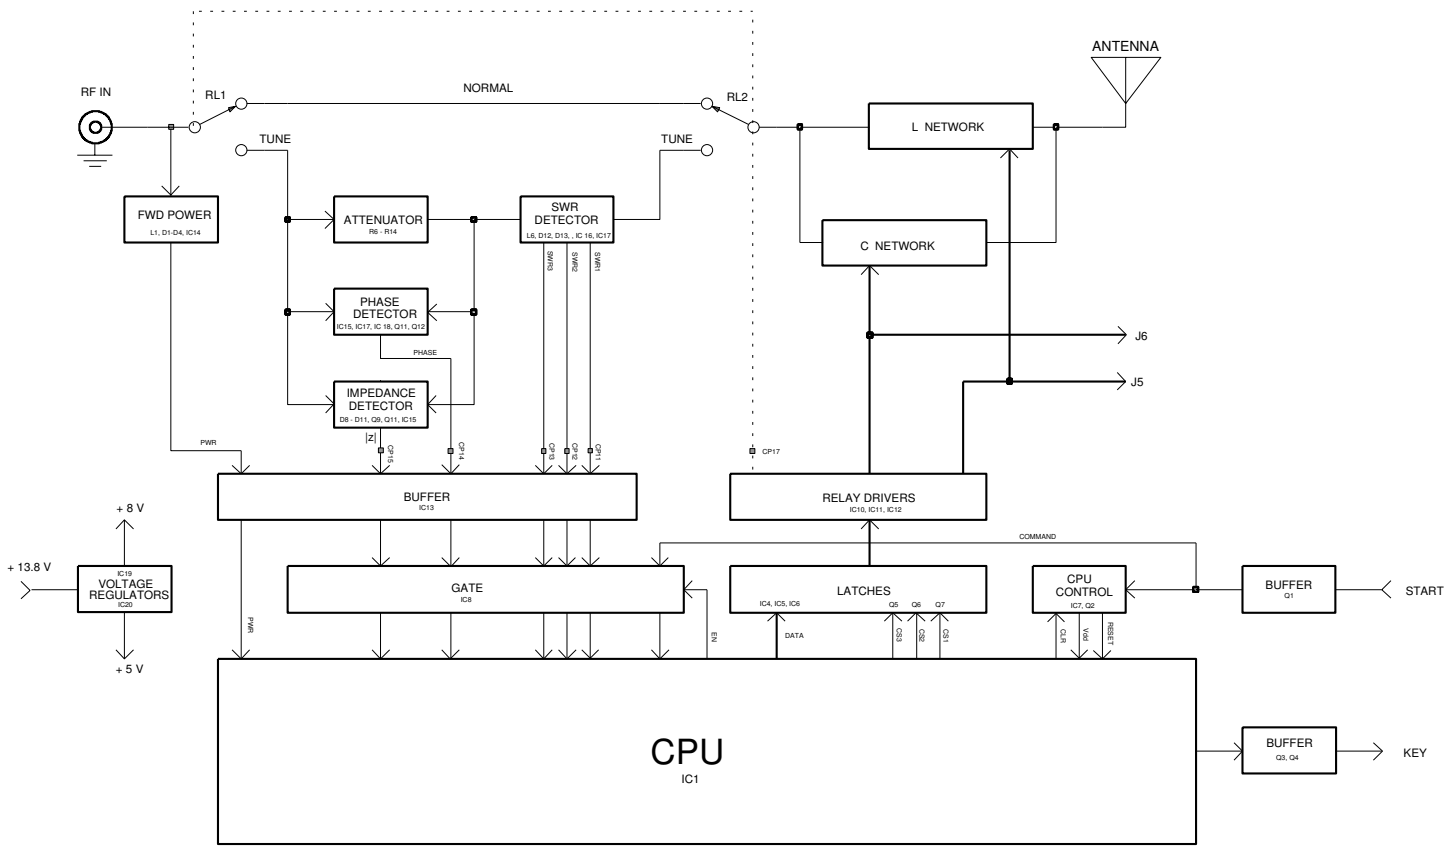 ANTENNA
RF IN
RL1
NORMAL
RL2
L NETWORK
TUNE
TUNE
FWD POWER
L1, D1-D4, IC14
ATTENUATOR
R6 - R14
SWR
DETECTOR
L6, D12, D13, , IC 16, IC17
C NETWORK
SWR3
SWR2
SWR1
PHASE
DETECTOR
IC15, IC17, IC 18, Q11, Q12
PHASE
J6
J5
IMPEDANCE
DETECTOR
D8 - D11, Q9, Q11, IC15
|Z|
PWR
CP15
CP14
CP13
CP12
CP11
CP17
BUFFER
IC13
RELAY DRIVERS
IC10, IC11, IC12
+ 8 V
COMMAND
+ 13.8 V
IC19
VOLTAGE
REGULATORS
IC20
+ 5 V
GATE
IC8
LATCHES
IC4, IC5, IC6
Q5
Q6
Q7
CPU
CONTROL
IC7, Q2
BUFFER
Q1
START
PWR
EN
DATA
CS3
CS2
CS1
CLR
Vdd
RESET
CPU
IC1
BUFFER
Q3, Q4
KEY